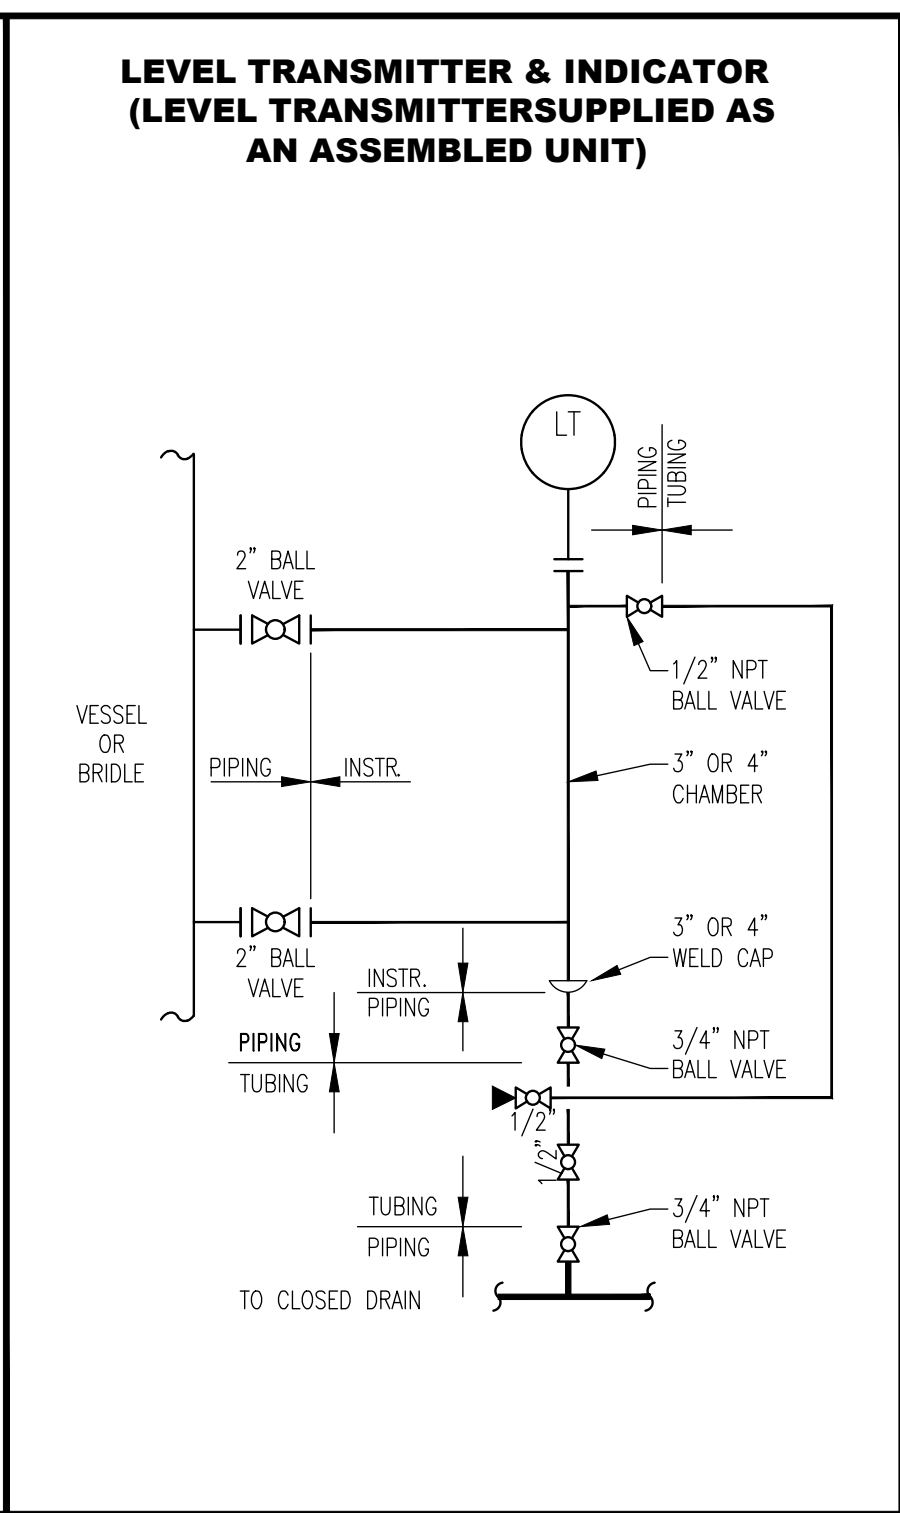 LEVEL TRANSMITTER & INDICATOR
(LEVEL TRANSMITTERSUPPLIED AS
AN ASSEMBLED UNIT)
LT
PIPING
TUBING
2" BALL
VALVE
1/2" NPT
BALL VALVE
VESSEL
OR
BRIDLE
PIPING
INSTR.
3" OR 4"
CHAMBER
3" OR 4"
WELD CAP
2" BALL
VALVE
INSTR.
PIPING
PIPING
TUBING
3/4" NPT
BALL VALVE
1/2"
1/2"
TUBING
PIPING
3/4" NPT
BALL VALVE
TO CLOSED DRAIN